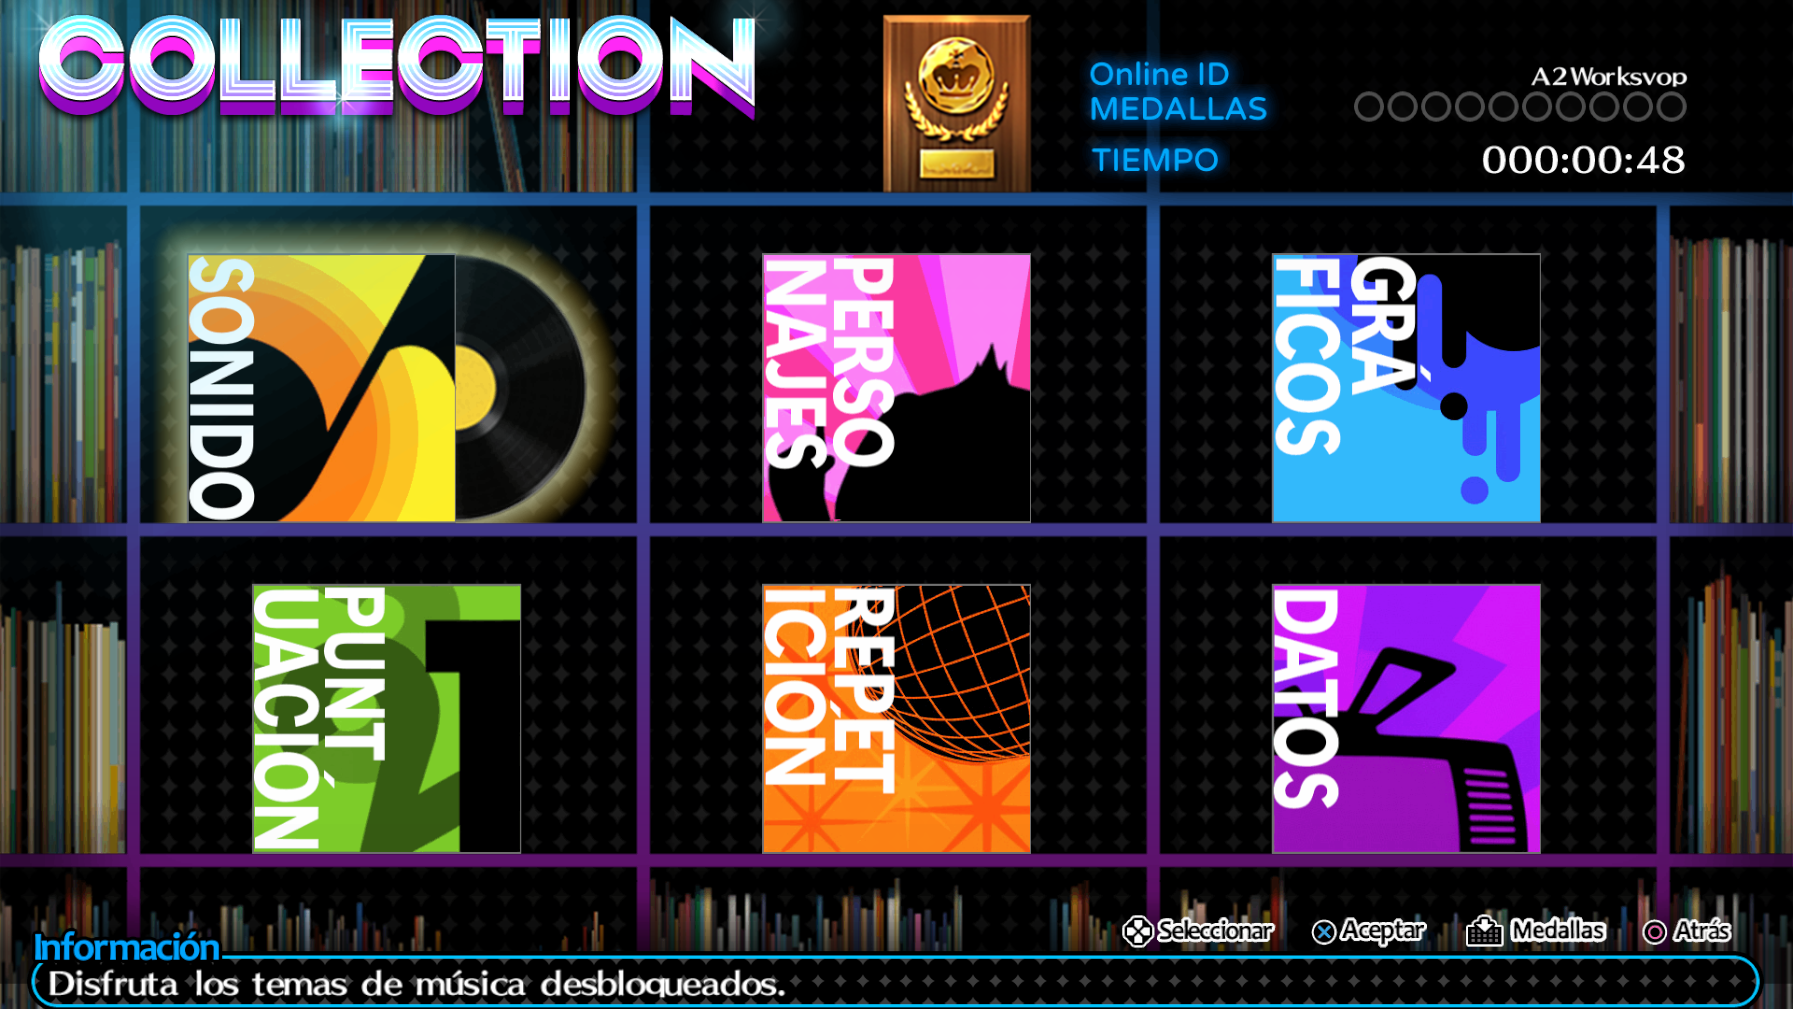 COLLECTION
Online ID
A2Worksvop
MEDALLAS
TIEMPO
000:00:48
SONIDO
PERSO
NAJES
GRÁ
FICOS
PUNT
UACIÓN
REPET
ICIÓN
DATOS
Seleccionar
Aceptar
Medallas
Atrás
Información
Disfruta los temas de música desbloqueados.